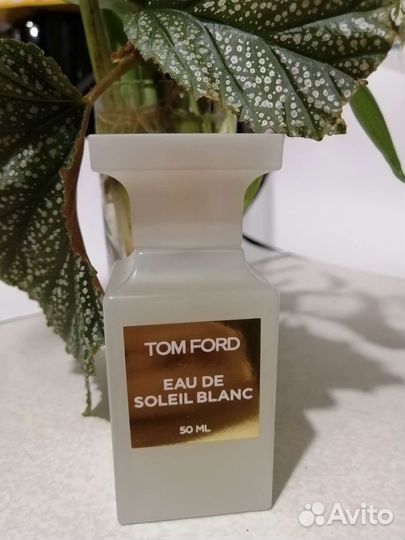 TOM FORD
EAU DE
SOLEIL BLANC
50 ML
Avito